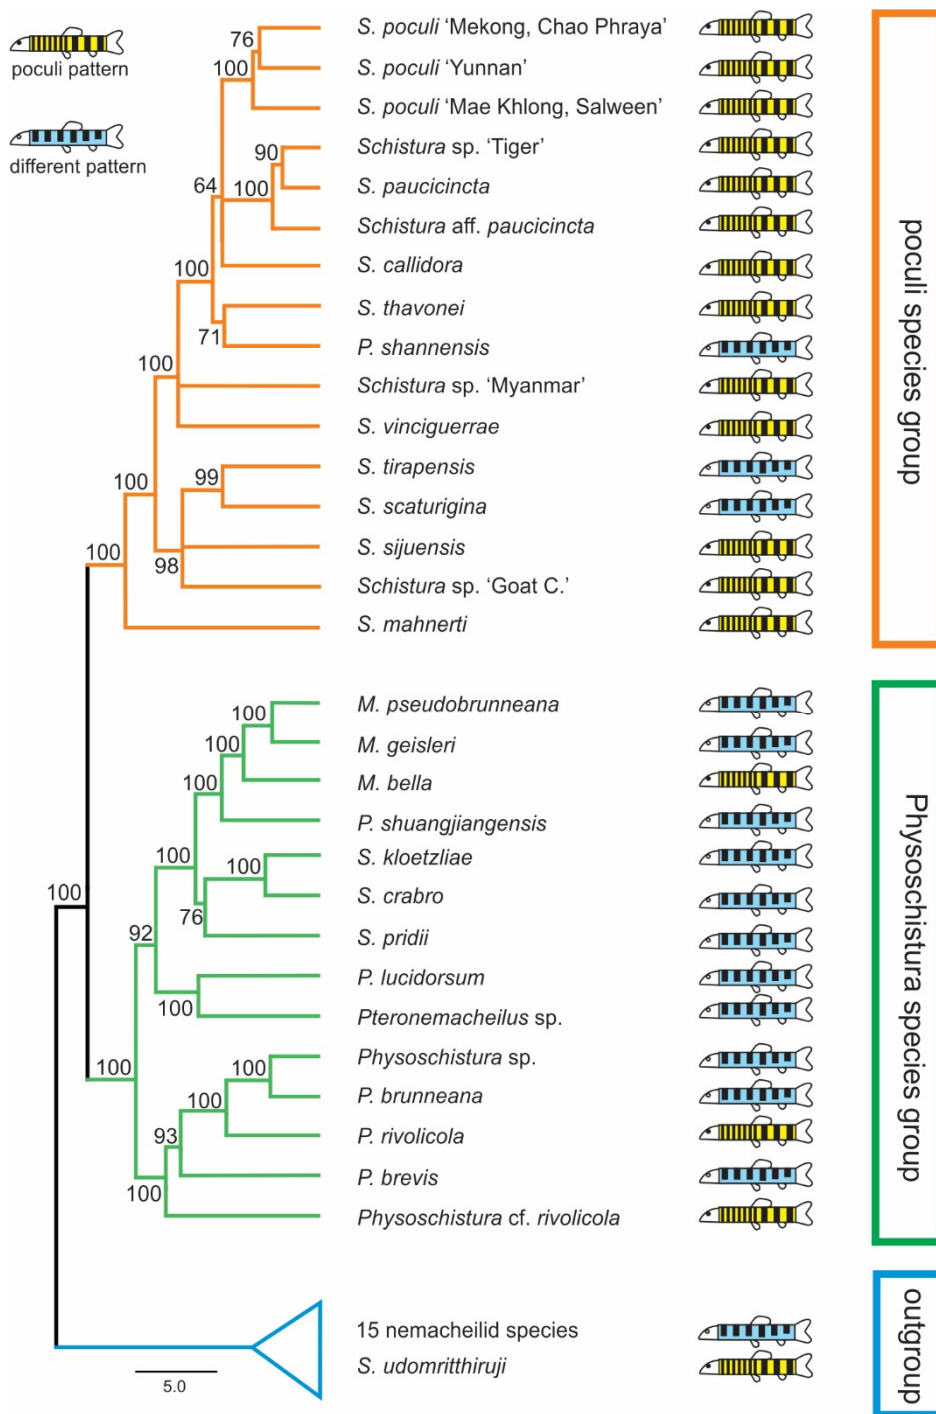 poculi pattern
different pattern
76
100
90
100
64
100
71
100
99
100
98
100
S. poculi ‘Mekong, Chao Phraya’
S. poculi ‘Yunnan’
S. poculi ‘Mae Khlong, Salween’
Schistura sp. ‘Tiger’
S. paucicincta
Schistura aff. paucicincta
S. callidora
S. thavonei
P. shannensis
Schistura sp. ‘Myanmar’
S. vinciguerrae
S. tirapensis
S. scaturigina
S. sijuensis
Schistura sp. ‘Goat C.’
S. mahnerti
poculi species group
100
100
100
100
100
76
100
92
100
100
100
100
93
100
M. pseudobrunneana
M. geisleri
M. bella
P. shuangjiangensis
S. kloetzliae
S. crabro
S. pridii
P. lucidorsum
Pteronemacheilus sp.
Physoschistura sp.
P. brunneana
P. rivolicola
P. brevis
Physoschistura cf. rivolicola
Physoschistura species group
15 nemacheilid species
S. udomritthiruji
outgroup
5.0